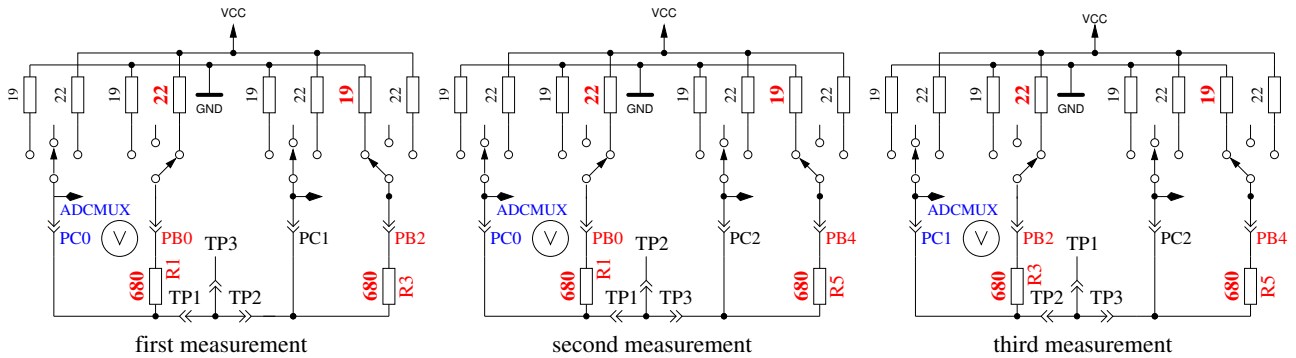 VCC
19
22
19
22
GND
19
22
19
22
ADCMUX
PC0
V
PB0
TP3
PC1
PB2
680
R1
TP1
TP2
680
R3
first measurement
VCC
19
22
19
22
GND
19
22
19
22
ADCMUX
PC0
V
PB0
TP2
PC2
PB4
680
R1
TP1
TP3
680
R5
second measurement
VCC
19
22
19
22
GND
19
22
19
22
ADCMUX
PC1
V
PB2
TP1
PC2
PB4
680
R3
TP2
TP3
680
R5
third measurement